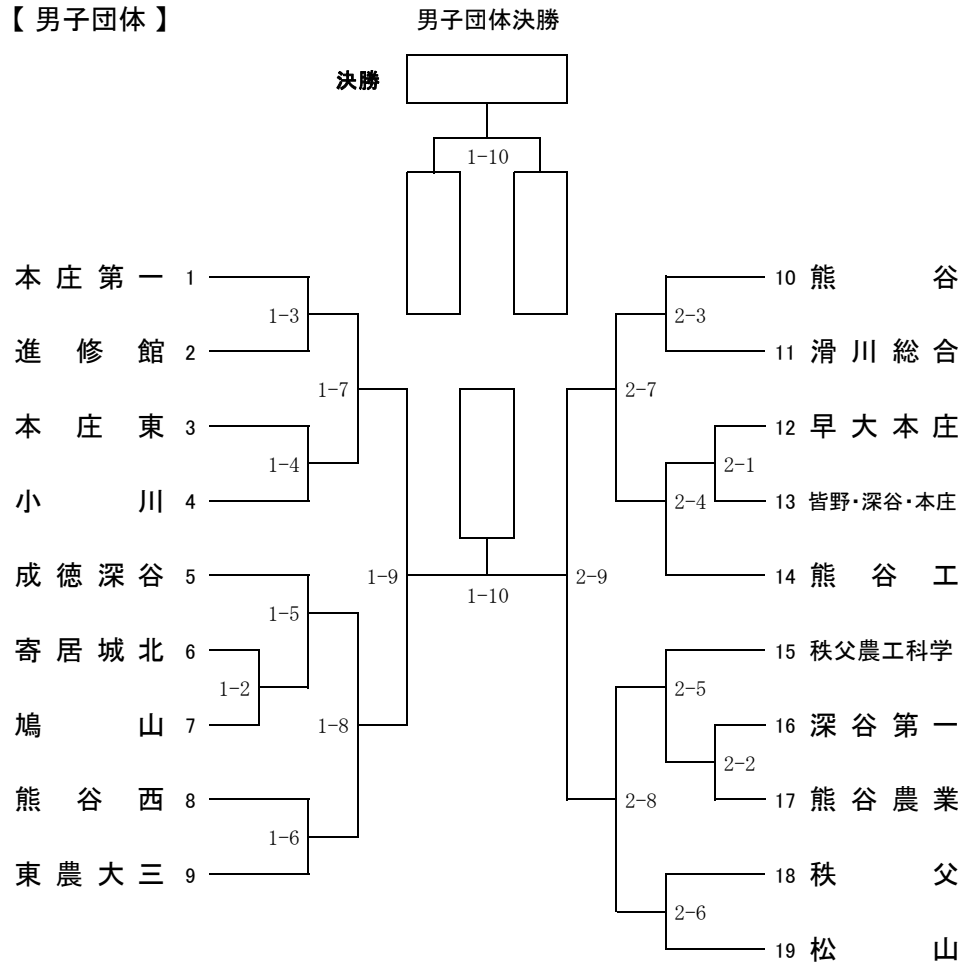 【 男子団体 】
男子団体決勝
決勝
1-10
本庄第一 1
進修館 2
本庄東 3
小川 4
成徳深谷 5
寄居城北 6
鳩山 7
熊谷西 8
東農大三 9
1-3
1-7
1-4
1-9
1-5
1-2
1-8
1-6
1-10
10 熊谷
11 滑川総合
12 早大本庄
13 皆野・深谷・本庄
14 熊谷工
15 秩父農工科学
16 深谷第一
17 熊谷農業
18 秩父
19 松山
2-3
2-7
2-1
2-4
2-9
2-5
2-2
2-8
2-6